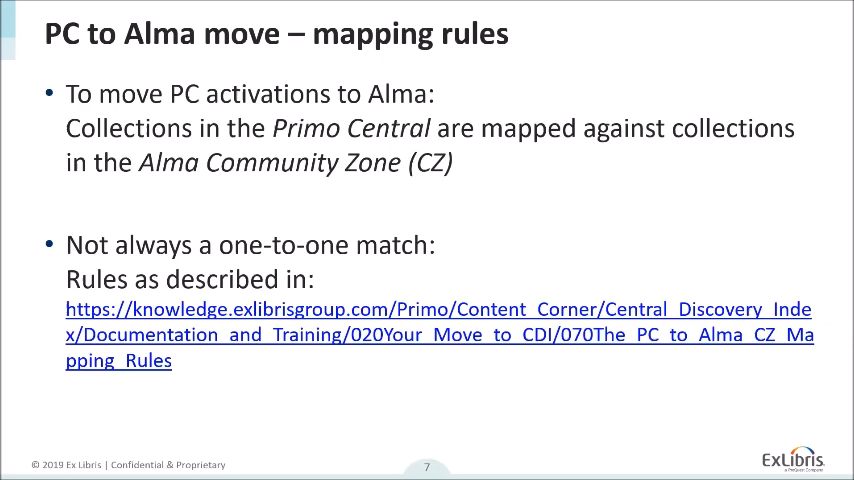 PC to Alma move – mapping rules
• To move PC activations to Alma:
Collections in the Primo Central are mapped against collections
in the Alma Community Zone (CZ)
• Not always a one-to-one match:
Rules as described in:
https://knowledge.exlibrisgroup.com/Primo/Content_Corner/Central_Discovery_Inde
x/Documentation_and_Training/020Your_Move_to_CDI/070The_PC_to_Alma_CZ_Ma
pping_Rules
© 2019 Ex Libris | Confidential & Proprietary
7
ExLibris
a ProQuest Company